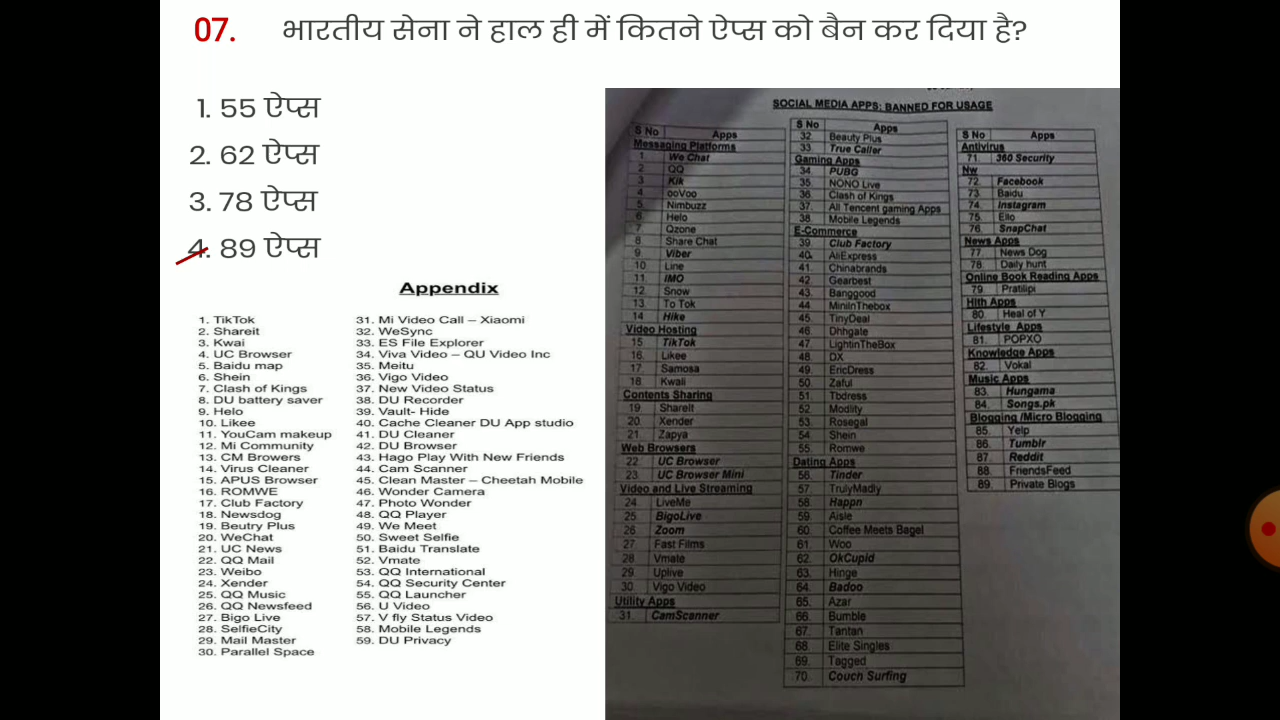 07. भारतीय सेना ने हाल ही में कितने ऐप्स को बैन कर दिया है?
1. 55 ऐप्स
2. 62 ऐप्स
3. 78 ऐप्स
4. 89 ऐप्स
Appendix
1. TikTok
2. Shareit
3. Kwai
4. UC Browser
5. Baidu map
6. Shein
7. Clash of Kings
8. DU battery saver
9. Helo
10. Likee
11. YouCam makeup
12. Mi Community
13. CM Browers
14. Virus Cleaner
15. APUS Browser
16. ROMWE
17. Club Factory
18. Newsdog
19. Beutry Plus
20. WeChat
21. UC News
22. QQ Mail
23. Weibo
24. Xender
25. QQ Music
26. QQ Newsfeed
27. Bigo Live
28. SelfieCity
29. Mail Master
30. Parallel Space
31. Mi Video Call – Xiaomi
32. WeSync
33. ES File Explorer
34. Viva Video – QU Video Inc
35. Meitu
36. Vigo Video
37. New Video Status
38. DU Recorder
39. Vault- Hide
40. Cache Cleaner DU App studio
41. DU Cleaner
42. DU Browser
43. Hago Play With New Friends
44. Cam Scanner
45. Clean Master – Cheetah Mobile
46. Wonder Camera
47. Photo Wonder
48. QQ Player
49. We Meet
50. Sweet Selfie
51. Baidu Translate
52. Vmate
53. QQ International
54. QQ Security Center
55. QQ Launcher
56. U Video
57. V fly Status Video
58. Mobile Legends
59. DU Privacy
SOCIAL MEDIA APPS: BANNED FOR USAGE
S No Apps
Messaging Platforms
1. We Chat
2. QQ
3. Kik
4. ooVoo
5. Nimbuzz
6. Helo
7. Qzone
8. Share Chat
9. Viber
10. Line
11. IMO
12. Snow
13. To Tok
14. Hike
Video Hosting
15 TikTok
16. Likee
17. Samosa
18. Kwali
Contents Sharing
19 Shareit
20. Xender
21. Zapya
Web Browsers
22. UC Browser
23. UC Browser Mini
Video and Live Streaming
24. LiveMe
25 BigoLive
26 Zoom
27. Fast Films
28 Vmate
29. Uplive
30 Vigo Video
Utility Apps
31. CamScanner
S No Apps
32. Beauty Plus
33. True Caller
Gaming Apps
34. PUBG
35. NONO Live
36 Clash of Kings
37. All Tencent gaming Apps
38. Mobile Legends
E-Commerce
39. Club Factory
40. AliExpress
41. Chinabrands
42. Gearbest
43. Banggood
44. MiniInThebox
45. TinyDeal
46. Dhhgate
47. LightinTheBox
48. DX
49. EricDress
50. Zaful
51. Tbdress
52. Modlity
53. Rosegal
54. Shein
55. Romwe
Dating Apps
56. Tinder
57. TrulyMadly
58. Happn
59. Aisle
60. Coffee Meets Bagel
61. Woo
62. OkCupid
63. Hinge
64. Badoo
65. Azar
66. Bumble
67. Tantan
68. Elite Singles
69. Tagged
70. Couch Surfing
S No Apps
Antivirus
71. 360 Security
Nw
72. Facebook
73. Baidu
74. Instagram
75. Ello
76. SnapChat
News Apps
77. News Dog
78. Daily hunt
Online Book Reading Apps
79. Pratilipi
Hlth Apps
80. Heal of Y
Lifestyle Apps
81. POPXO
Knowledge Apps
82. Vokal
Music Apps
83. Hungama
84. Songs.pk
Blogging /Micro Blogging
85. Yelp
86. Tumblr
87. Reddit
88. FriendsFeed
89. Private Blogs